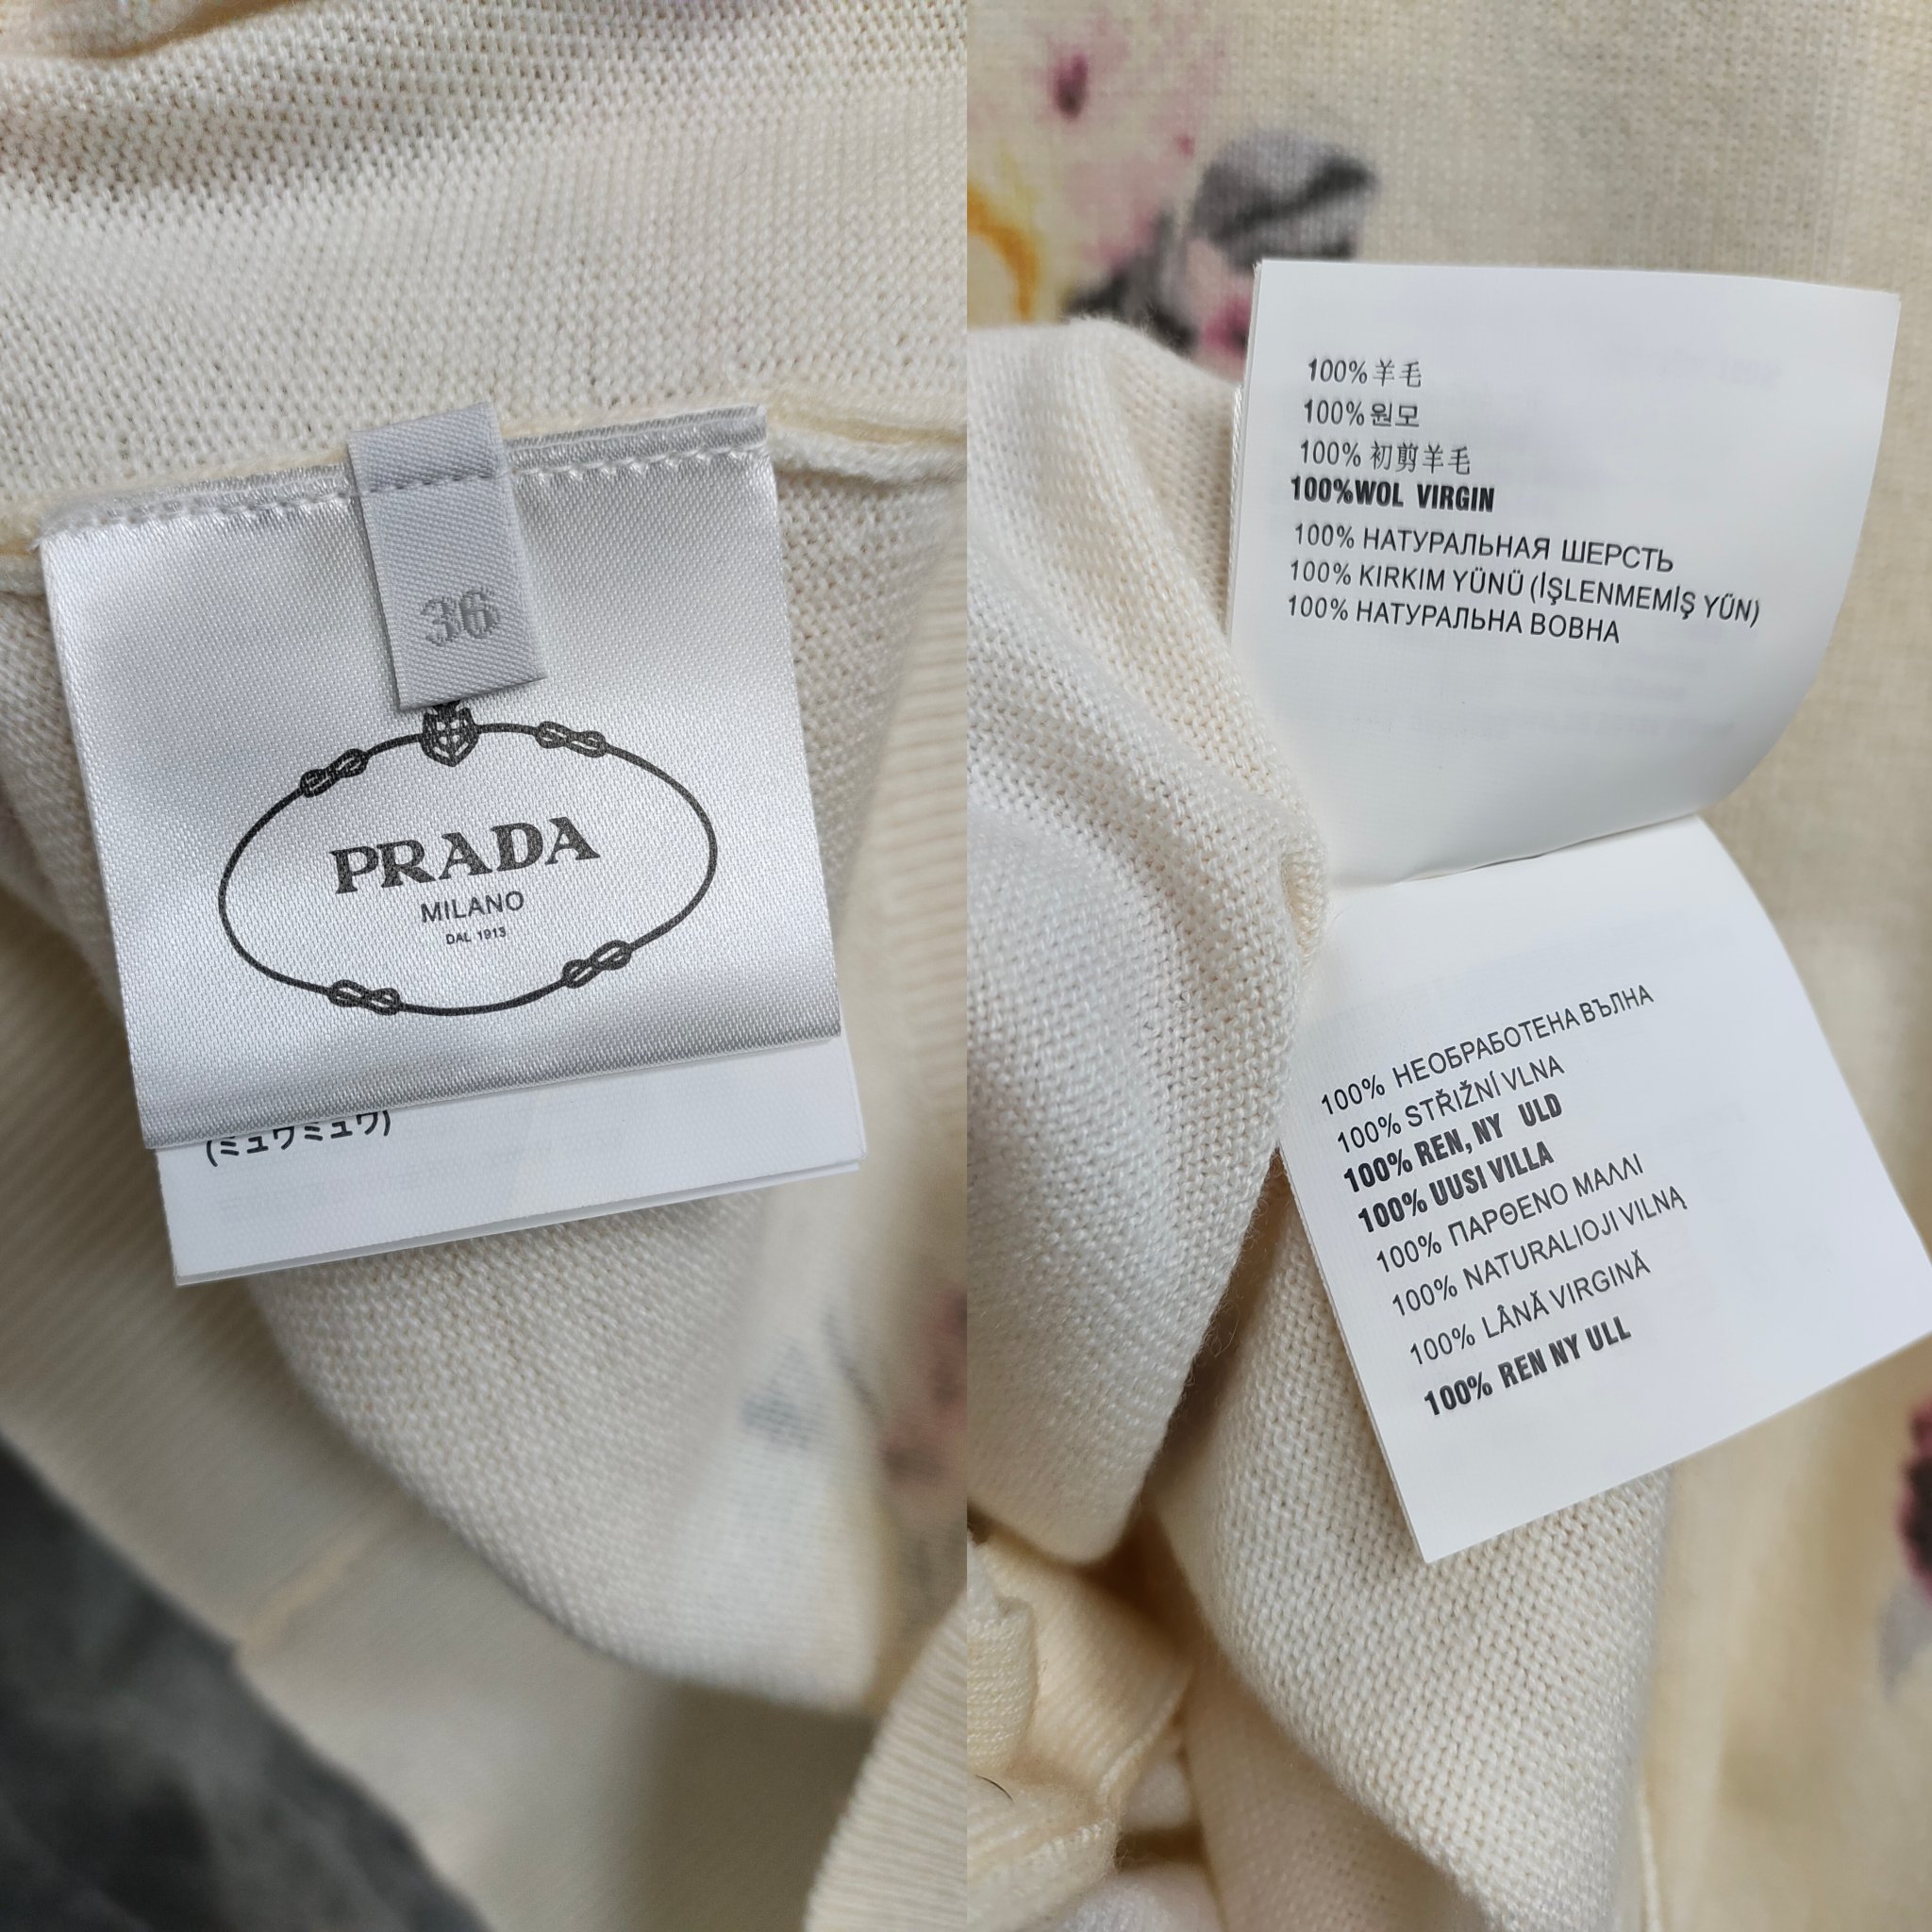 36
PRADA
MILANO
DAL 1913
(ミュウミュウ)
100%羊毛
100%원모
100% 初剪羊毛
100%WOL VIRGIN
100% НАТУРАЛЬНАЯ ШЕРСТЬ
100% KIRKIM YÜNÜ (İŞLENMEMİŞ YÜN)
100% НАТУРАЛЬНА ВОВНА
100% НЕОБРАБОТЕНА ВЪЛНА
100% STŘIŽNÍ VLNA
100% REN, NY ULD
100% UUSI VILLA
100% ΠΑΡΘΕΝΟ ΜΑΛΛΙ
100% NATURALIOJI VILNĄ
100% LÂNĂ VIRGINĂ
100% REN NY ULL